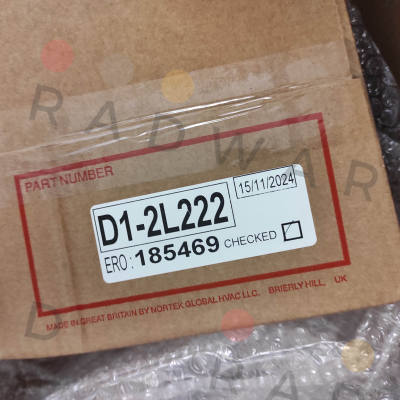 RADWAR
PART NUMBER
15/11/2024
D1-2L222
ERO: 185469 CHECKED
MADE IN GREAT BRITAIN BY NORTEK GLOBAL HVAC LLC. BRIERLY HILL, UK